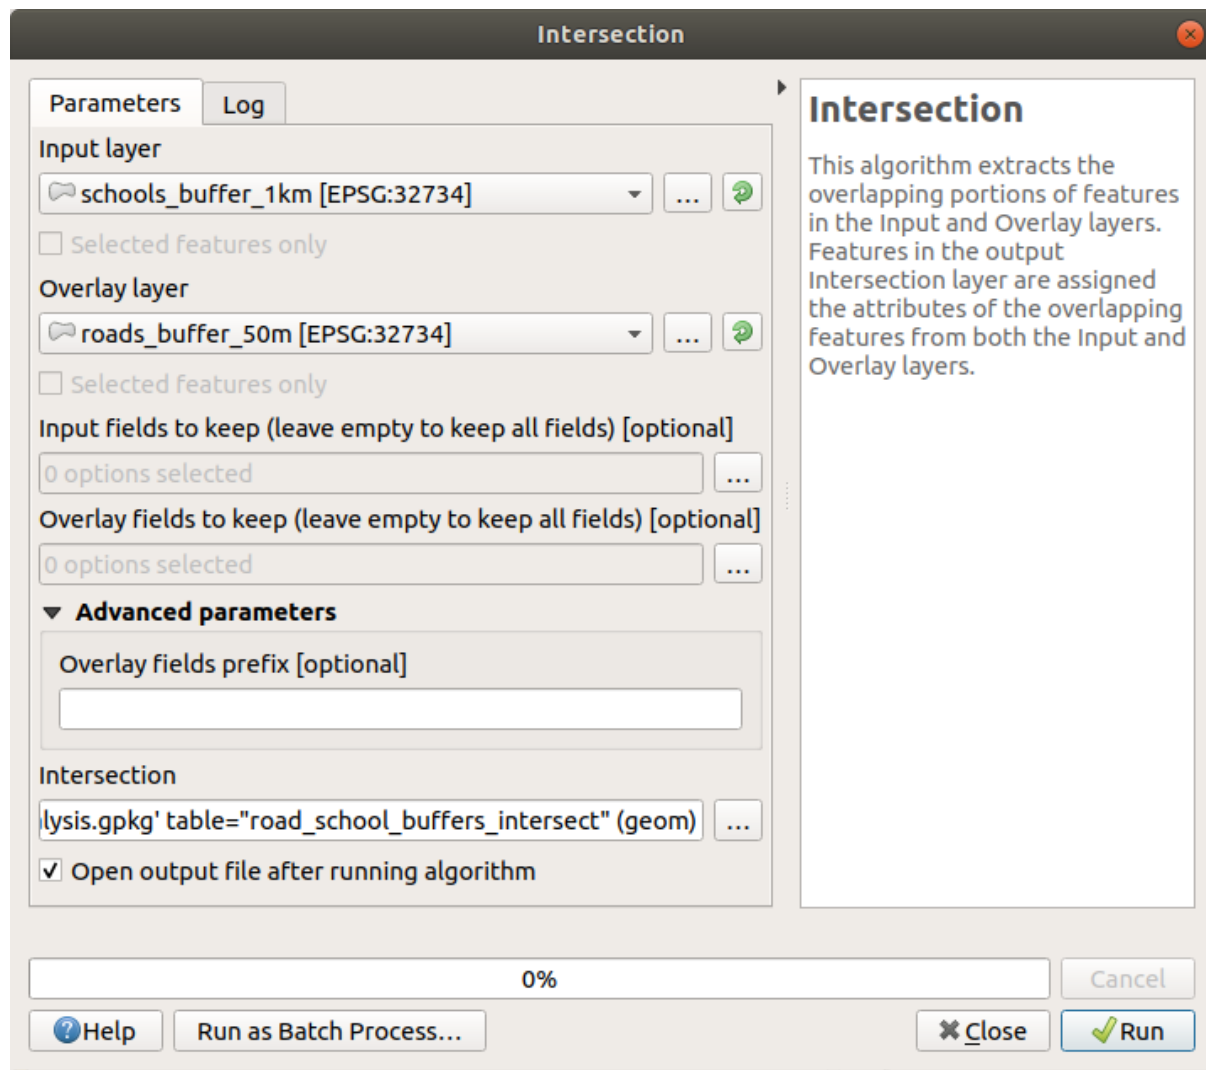 Intersection
Parameters
Log
Input layer
schools_buffer_1km [EPSG:32734]
...
Selected features only
Overlay layer
roads_buffer_50m [EPSG:32734]
...
Selected features only
Input fields to keep (leave empty to keep all fields) [optional]
0 options selected
...
Overlay fields to keep (leave empty to keep all fields) [optional]
0 options selected
...
Advanced parameters
Overlay fields prefix [optional]
Intersection
lysis.gpkg' table="road_school_buffers_intersect" (geom)
...
Open output file after running algorithm
Intersection
This algorithm extracts the
overlapping portions of features
in the Input and Overlay layers.
Features in the output
Intersection layer are assigned
the attributes of the overlapping
features from both the Input and
Overlay layers.
0%
Cancel
Help
Run as Batch Process...
Close
Run